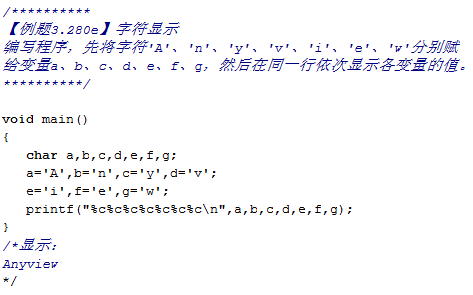 /**********
【例题3.280e】字符显示
编写程序，先将字符'A'、'n'、'y'、'v'、'i'、'e'、'w'分别赋
给变量a、b、c、d、e、f、g，然后在同一行依次显示各变量的值。
**********/
void main()
{
char a,b,c,d,e,f,g;
a='A',b='n',c='y',d='v';
e='i',f='e',g='w';
printf("%c%c%c%c%c%c%c\n",a,b,c,d,e,f,g);
}
/*显示：
Anyview
*/